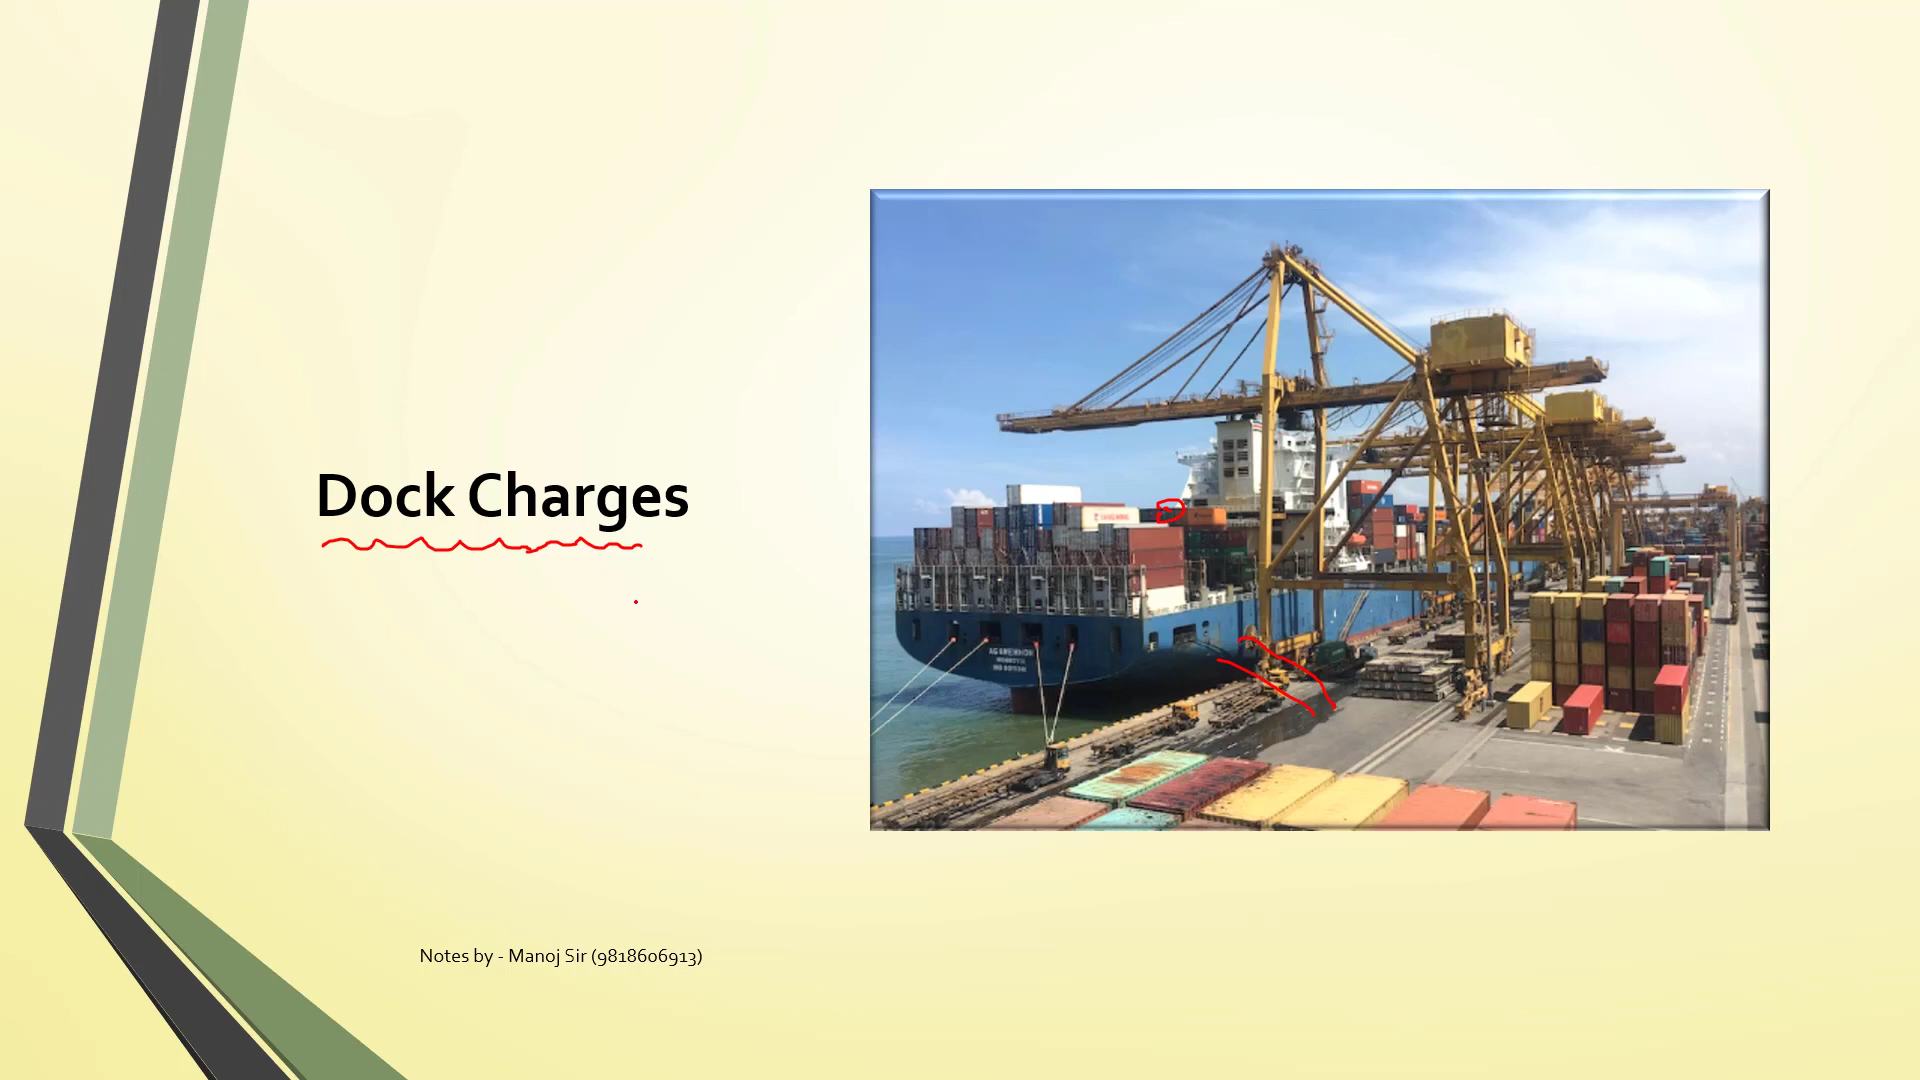 Dock Charges
Notes by - Manoj Sir (9818606913)